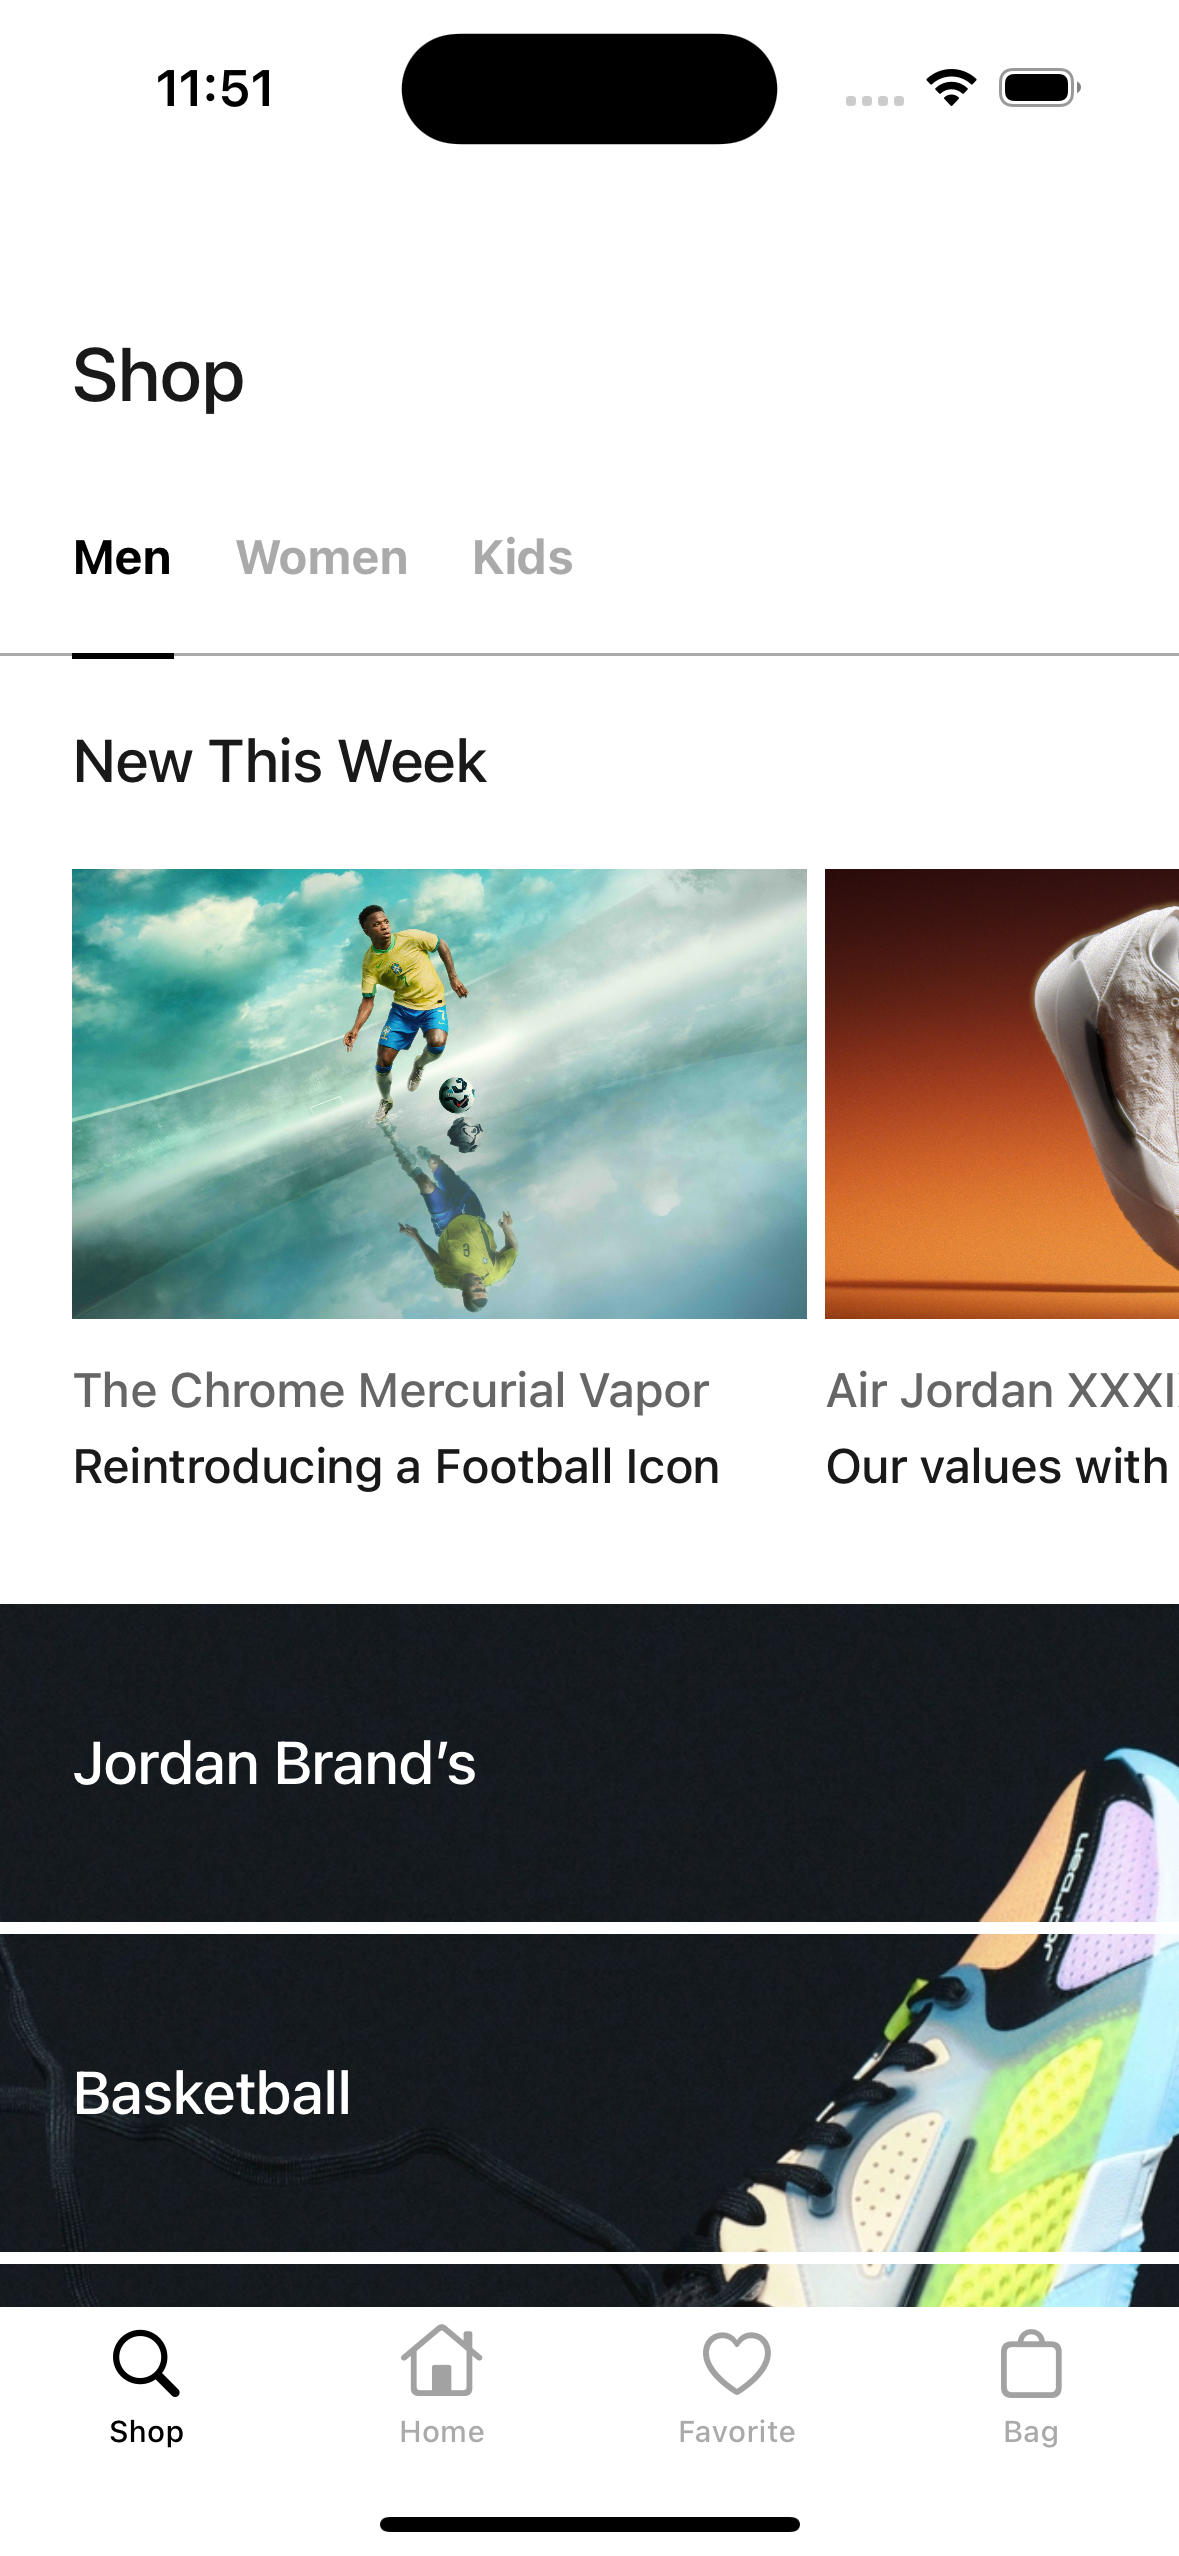 11:51
Shop
Men Women Kids
New This Week
The Chrome Mercurial Vapor
Reintroducing a Football Icon
Air Jordan
Our values with
Jordan Brand’s
Jordan
Basketball
Shop Home Favorite Bag